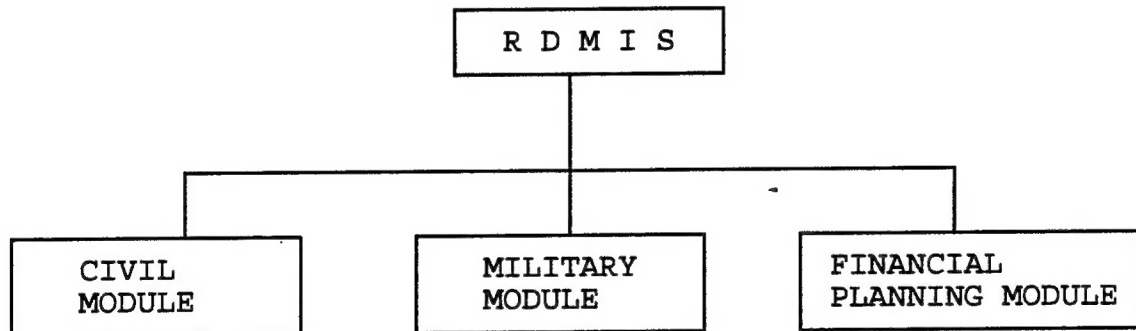 R D M I S
CIVIL
MODULE
MILITARY
MODULE
FINANCIAL
PLANNING MODULE